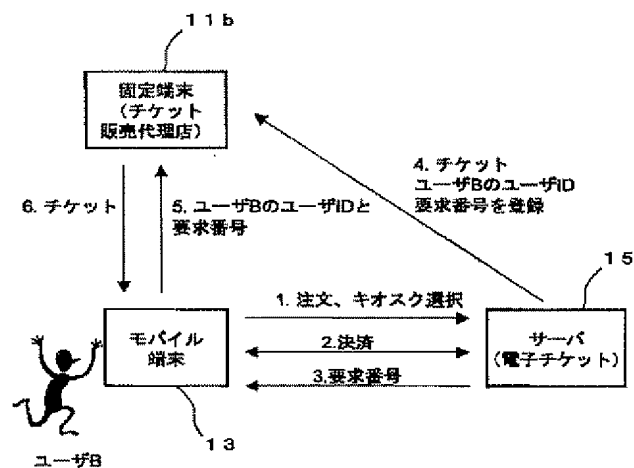 11b
固定端末
(チケット
販売代理店)
4. チケット
ユーザBのユーザID
要求番号を登録
6. チケット
5. ユーザBのユーザIDと
要求番号
15
1. 注文、キオスク選択
モバイル
端末
2.決済
サーバ
(電子チケット)
3.要求番号
13
ユーザB